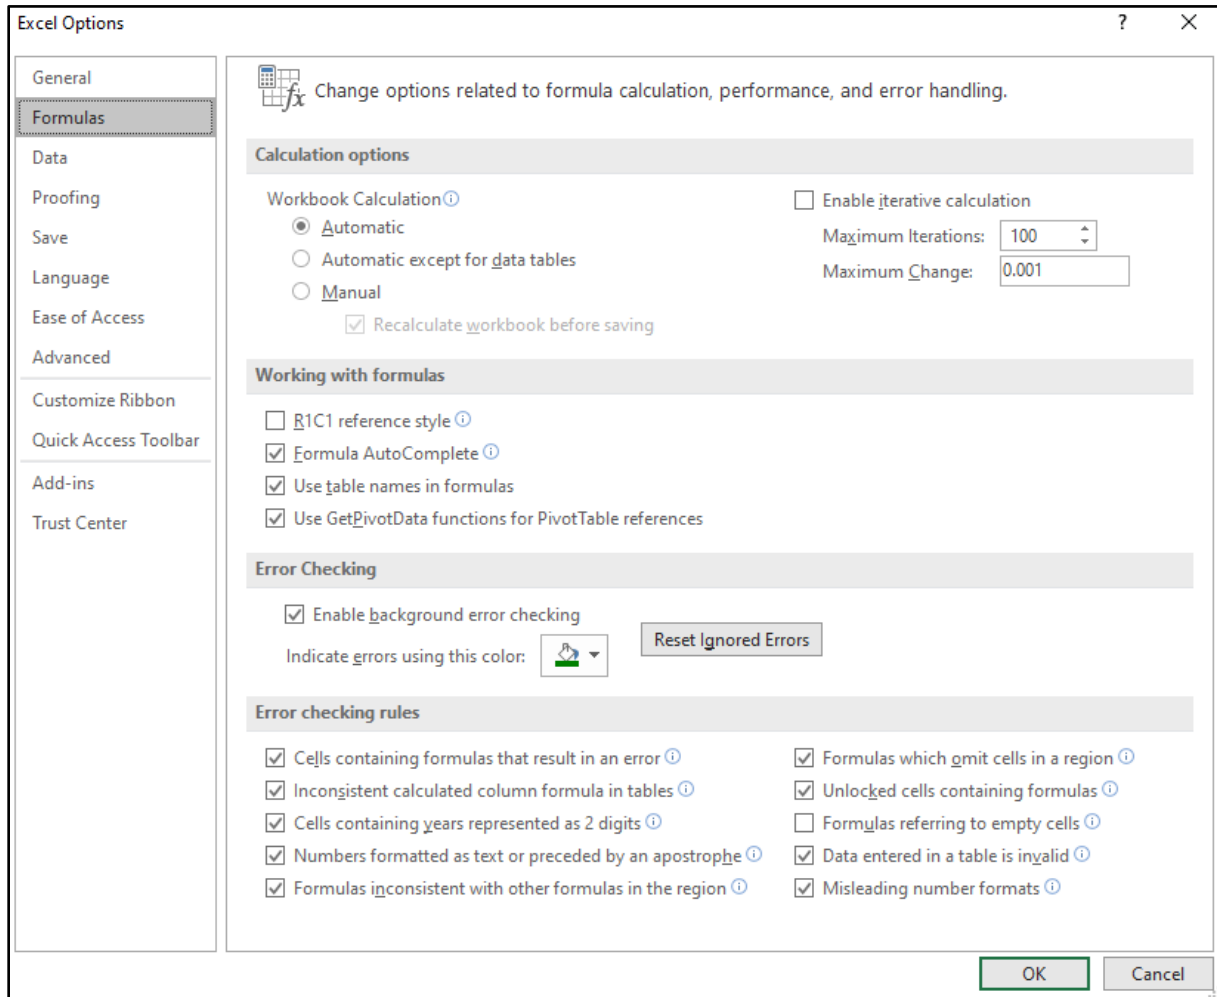 Excel Options
?
General
Formulas
Data
Proofing
Save
Language
Ease of Access
Advanced
Customize Ribbon
Quick Access Toolbar
Add-ins
Trust Center
fx
Change options related to formula calculation, performance, and error handling.
Calculation options
Workbook Calculation
Automatic
Automatic except for data tables
Manual
Recalculate workbook before saving
Enable iterative calculation
Maximum Iterations: 100
Maximum Change: 0.001
Working with formulas
R1C1 reference style
Formula AutoComplete
Use table names in formulas
Use GetPivotData functions for PivotTable references
Error Checking
Enable background error checking
Indicate errors using this color:
Reset Ignored Errors
Error checking rules
Cells containing formulas that result in an error
Inconsistent calculated column formula in tables
Cells containing years represented as 2 digits
Numbers formatted as text or preceded by an apostrophe
Formulas inconsistent with other formulas in the region
Formulas which omit cells in a region
Unlocked cells containing formulas
Formulas referring to empty cells
Data entered in a table is invalid
Misleading number formats
OK
Cancel